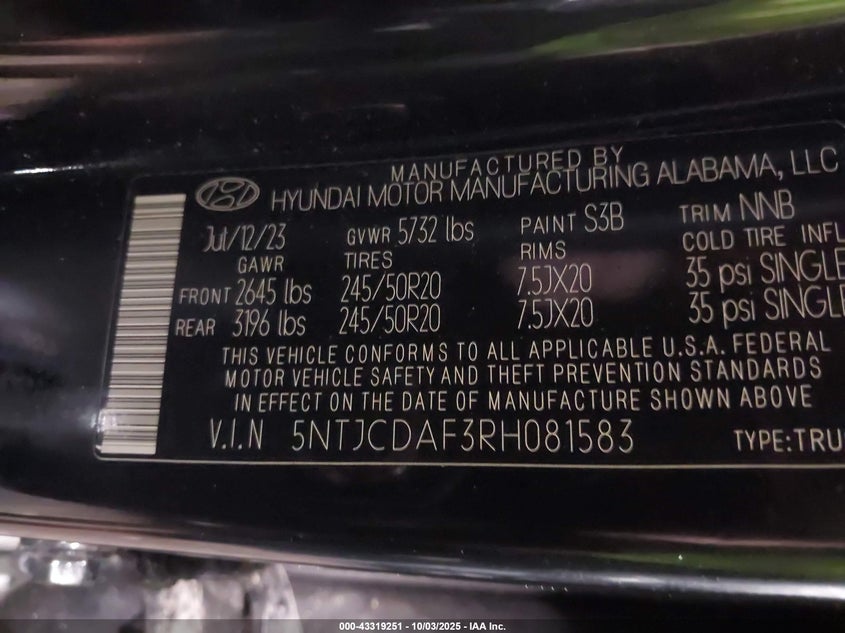 MANUFACTURED BY
HYUNDAI MOTOR MANUFACTURING ALABAMA, LLC
Jul/12/23 GVWR 5732 lbs PAINT S3B TRIM NNB
GAWR TIRES RIMS COLD TIRE INFL
FRONT 2645 lbs 245/50R20 7.5JX20 35 psi SINGLE
REAR 3196 lbs 245/50R20 7.5JX20 35 psi SINGLE
THIS VEHICLE CONFORMS TO ALL APPLICABLE U.S.A. FEDERAL
MOTOR VEHICLE SAFETY AND THEFT PREVENTION STANDARDS
IN EFFECT ON THE DATE OF MANUFACTURE SHOWN ABOVE
V.I.N 5NTJCDAF3RH081583 TYPE:TRU
000-43319251 - 10/03/2025 - IAA Inc.